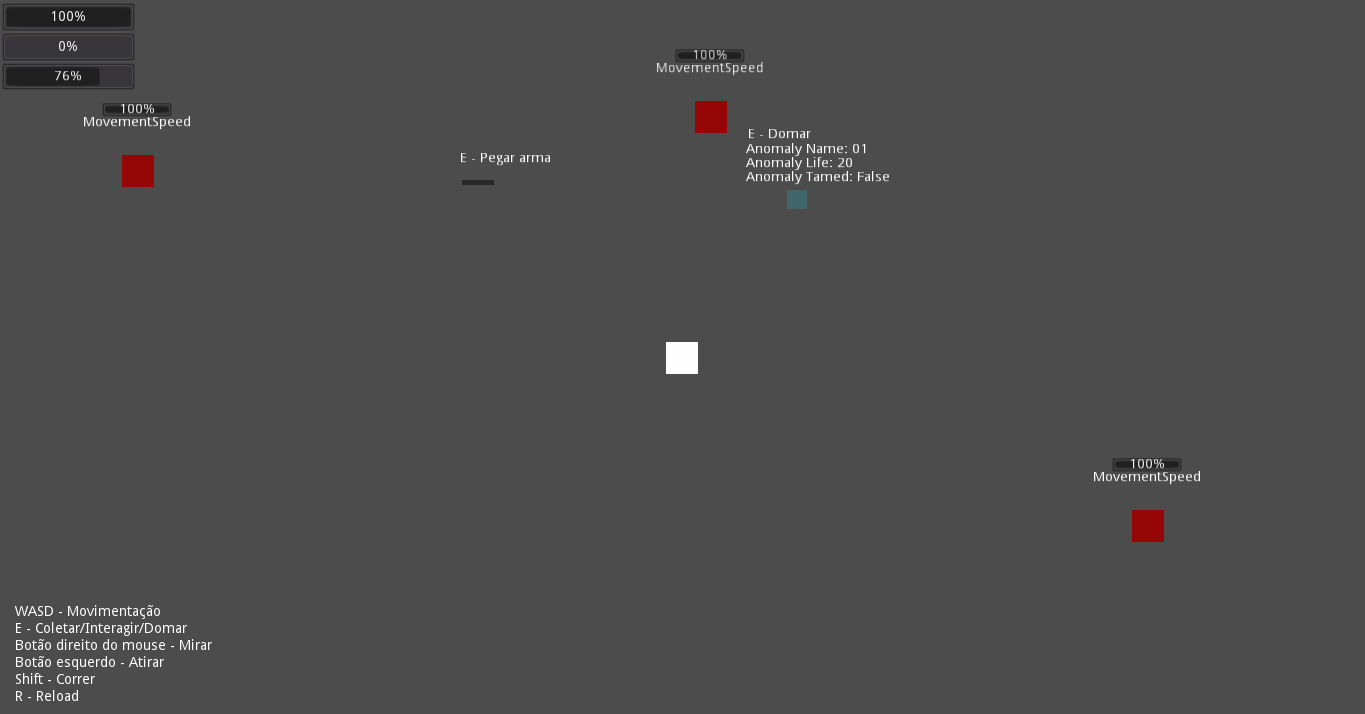 100%
0%
76%
100%
MovementSpeed
100%
MovementSpeed
E - Pegar arma
E - Domar
Anomaly Name: 01
Anomaly Life: 20
Anomaly Tamed: False
100%
MovementSpeed
WASD - Movimentação
E - Coletar/Interagir/Domar
Botão direito do mouse - Mirar
Botão esquerdo - Atirar
Shift - Correr
R - Reload